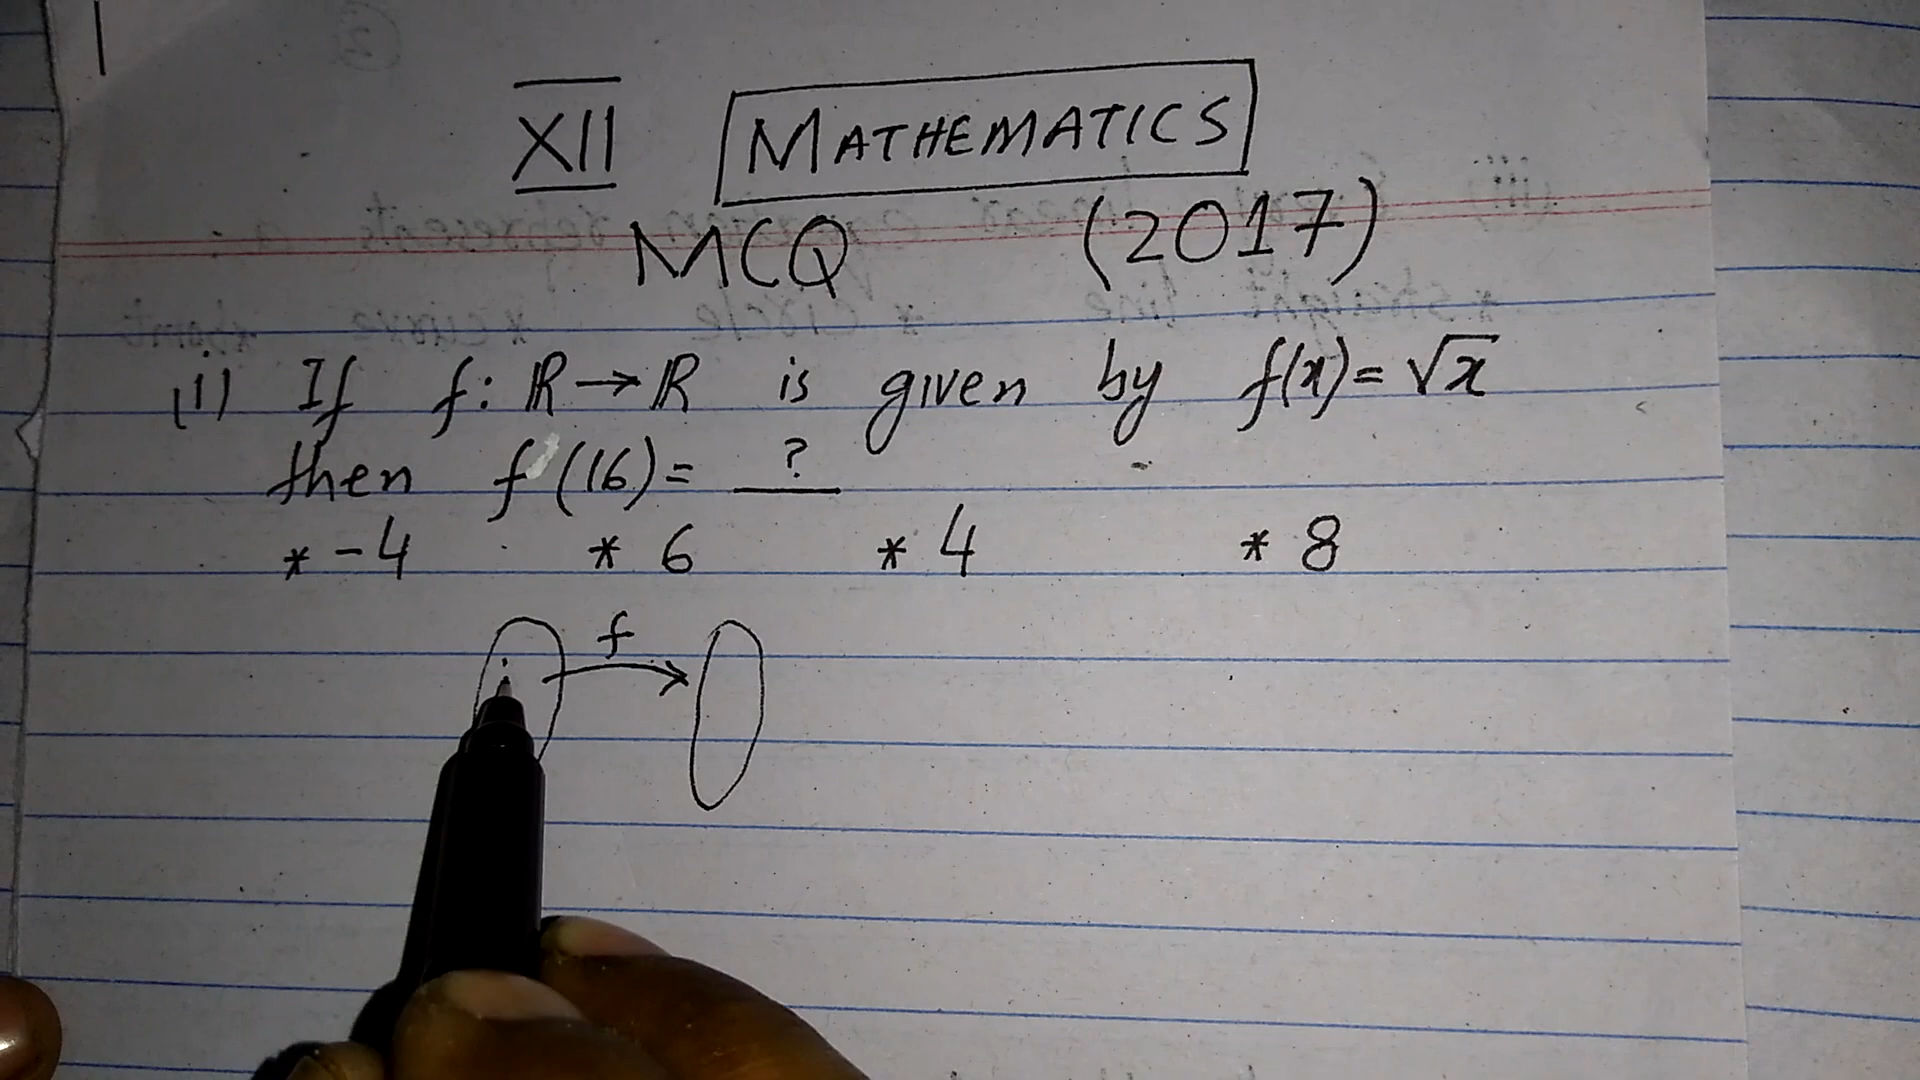 XII MATHEMATICS
MCQ (2017)
(i) If f: ℝ → ℝ is given by f(x) = √x
then f (16) = ?
* -4 * 6 * 4 * 8
f